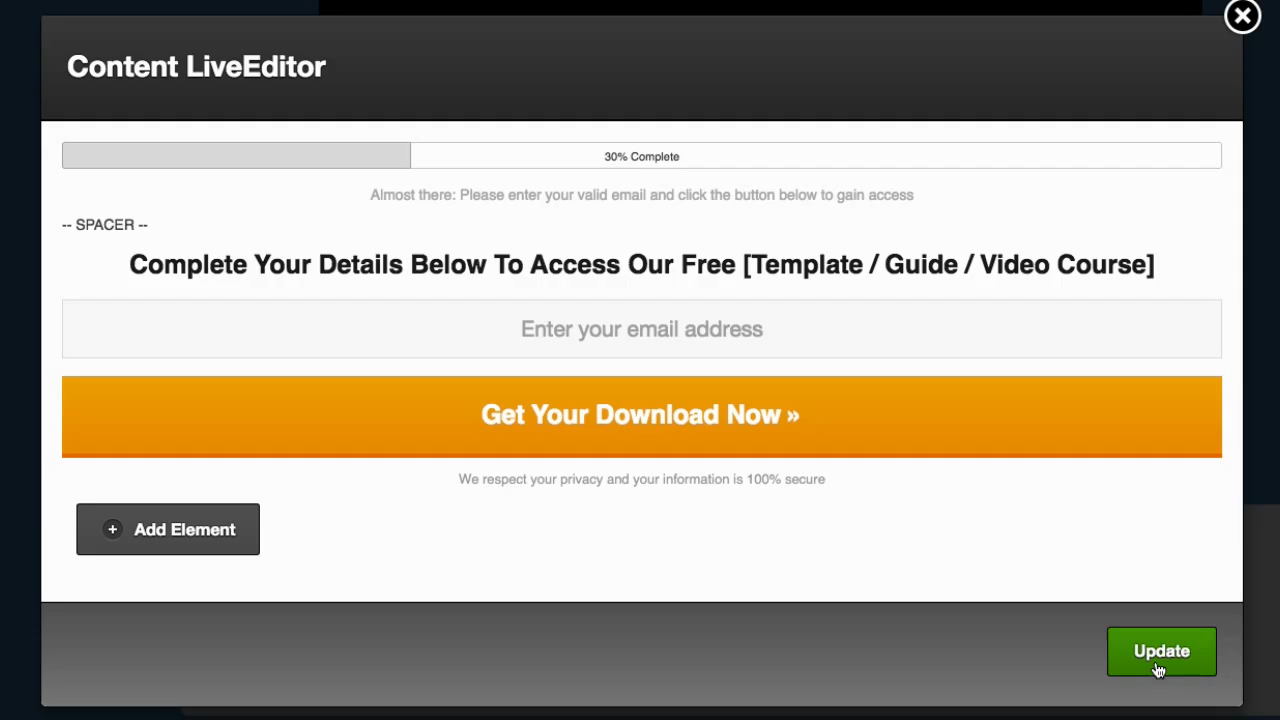 Content LiveEditor
30% Complete
Almost there: Please enter your valid email and click the button below to gain access
-- SPACER --
Complete Your Details Below To Access Our Free [Template / Guide / Video Course]
Enter your email address
Get Your Download Now »
We respect your privacy and your information is 100% secure
+ Add Element
Update